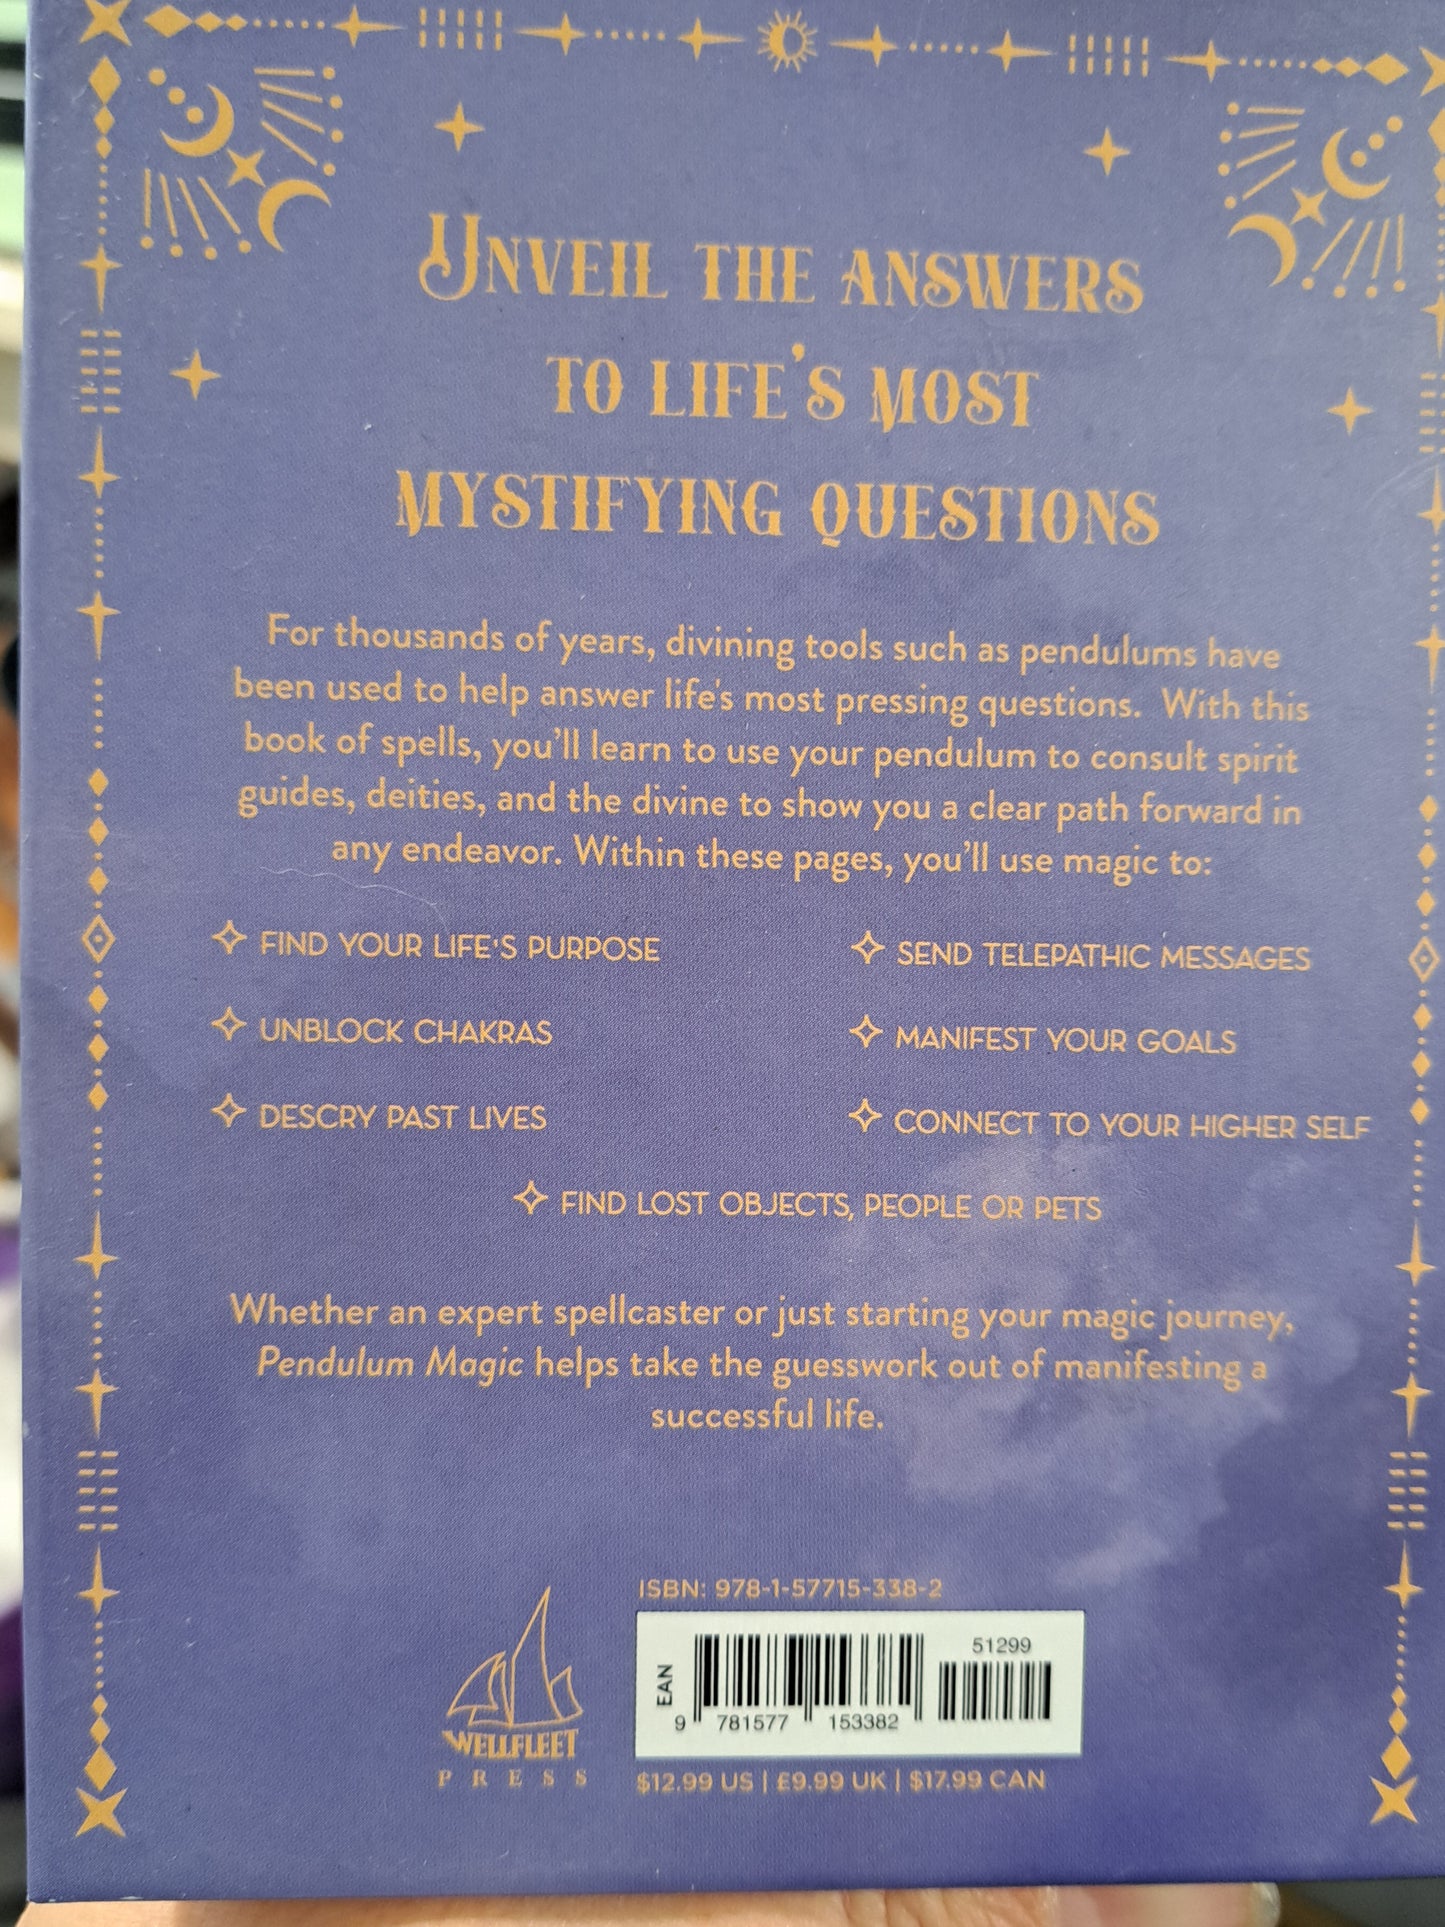 UNVEIL THE ANSWERS
TO LIFE'S MOST
MYSTIFYING QUESTIONS
For thousands of years, divining tools such as pendulums have
been used to help answer life's most pressing questions. With this
book of spells, you'll learn to use your pendulum to consult spirit
guides, deities, and the divine to show you a clear path forward in
any endeavor. Within these pages, you'll use magic to:
FIND YOUR LIFE'S PURPOSE
SEND TELEPATHIC MESSAGES
UNBLOCK CHAKRAS
MANIFEST YOUR GOALS
DESCRY PAST LIVES
CONNECT TO YOUR HIGHER SELF
FIND LOST OBJECTS, PEOPLE OR PETS
Whether an expert spellcaster or just starting your magic journey,
Pendulum Magic helps take the guesswork out of manifesting a
successful life.
WELLFLEET
PRESS
ISBN: 978-1-57715-338-2
51299
EAN
9 781577 153382
$12.99 US | £9.99 UK | $17.99 CAN